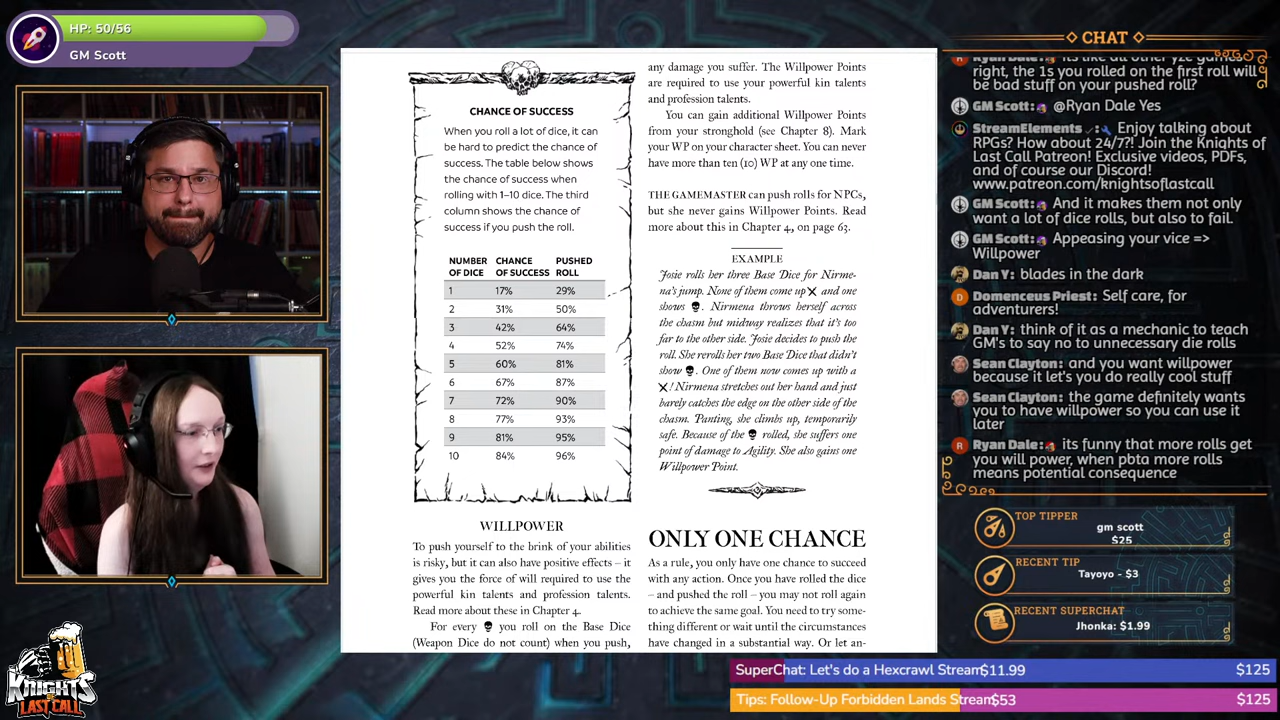 HP: 50/56
GM Scott
CHANCE OF SUCCESS
When you roll a lot of dice, it can
be hard to predict the chance of
success. The table below shows
the chance of success when
rolling with 1–10 dice. The third
column shows the chance of
success if you push the roll.
NUMBER CHANCE PUSHED
OF DICE OF SUCCESS ROLL
1 17% 29%
2 31% 50%
3 42% 64%
4 52% 74%
5 60% 81%
6 67% 87%
7 72% 90%
8 77% 93%
9 81% 95%
10 84% 96%
WILLPOWER
To push yourself to the brink of your abilities
is risky, but it can also have positive effects – it
gives you the force of will required to use the
powerful kin talents and profession talents.
Read more about these in Chapter 4.
For every you roll on the Base Dice
(Weapon Dice do not count) when you push,
any damage you suffer. The Willpower Points
are required to use your powerful kin talents
and profession talents.
You can gain additional Willpower Points
from your stronghold (see Chapter 8). Mark
your WP on your character sheet. You can never
have more than ten (10) WP at any one time.
THE GAMEMASTER can push rolls for NPCs,
but she never gains Willpower Points. Read
more about this in Chapter 4, on page 63.
EXAMPLE
Josie rolls her three Base Dice for Nirme-
na's jump. None of them come up and one
shows . Nirmena throws herself across
the chasm but midway realizes that it's too
far to the other side. Josie decides to push the
roll. She rerolls her two Base Dice that didn't
show . One of them now comes up with a
! Nirmena stretches out her hand and just
barely catches the edge on the other side of the
chasm. Panting, she climbs up, temporarily
safe. Because of the rolled, she suffers one
point of damage to Agility. She also gains one
Willpower Point.
ONLY ONE CHANCE
As a rule, you only have one chance to succeed
with any action. Once you have rolled the dice
– and pushed the roll – you may not roll again
to achieve the same goal. You need to try some-
thing different or wait until the circumstances
have changed in a substantial way. Or let an-
CHAT
Ryan Dale: its like all other yze games
right, the 1s you rolled on the first roll will
be bad stuff on your pushed roll?
GM Scott: @Ryan Dale Yes
StreamElements : Enjoy talking about
RPGs? How about 24/7?! Join the Knights
of Last Call Patreon! Exclusive videos, PDFs,
and of course our Discord!
www.patreon.com/knightsoflastcall
GM Scott: And it makes them not only
want a lot of dice rolls, but also to fail.
GM Scott: Appeasing your vice =>
Willpower
Dan Y: blades in the dark
Domenceus Priest: Self care, for
adventurers!
Dan Y: think of it as a mechanic to teach
GM's to say no to unnecessary die rolls
Sean Clayton: and you want willpower
because it let's you do really cool stuff
Sean Clayton: the game definitely wants
you to have willpower so you can use it
later
Ryan Dale: its funny that more rolls get
you will power, when pbta more rolls
means potential consequence
TOP TIPPER
gm scott
$25
RECENT TIP
Tayoyo - $3
RECENT SUPERCHAT
Jhonka: $1.99
SuperChat: Let's do a Hexcrawl Stream $11.99 $125
Tips: Follow-Up Forbidden Lands Stream $53 $125
KNIGHTS
OF LAST CALL